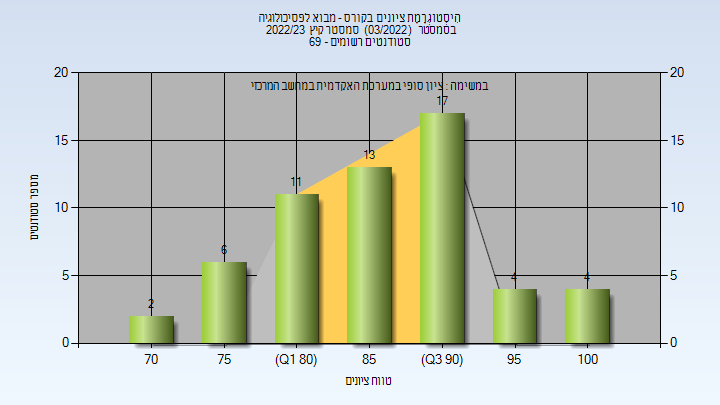 היסטוגרמת ציונים בקורס - מבוא לפסיכולוגיה
בסמסטר (03/2022) סמסטר קיץ 2022/23
סטודנטים רשומים - 69
במשימה : ציון סופי במערכת האקדמית במחשב המרכזי
20 20
17
15 15
13
11
10 10
6
5 5
4 4
2
0 0
מספר סטודנטים
70 75 (Q1 80) 85 (Q3 90) 95 100
טווח ציונים